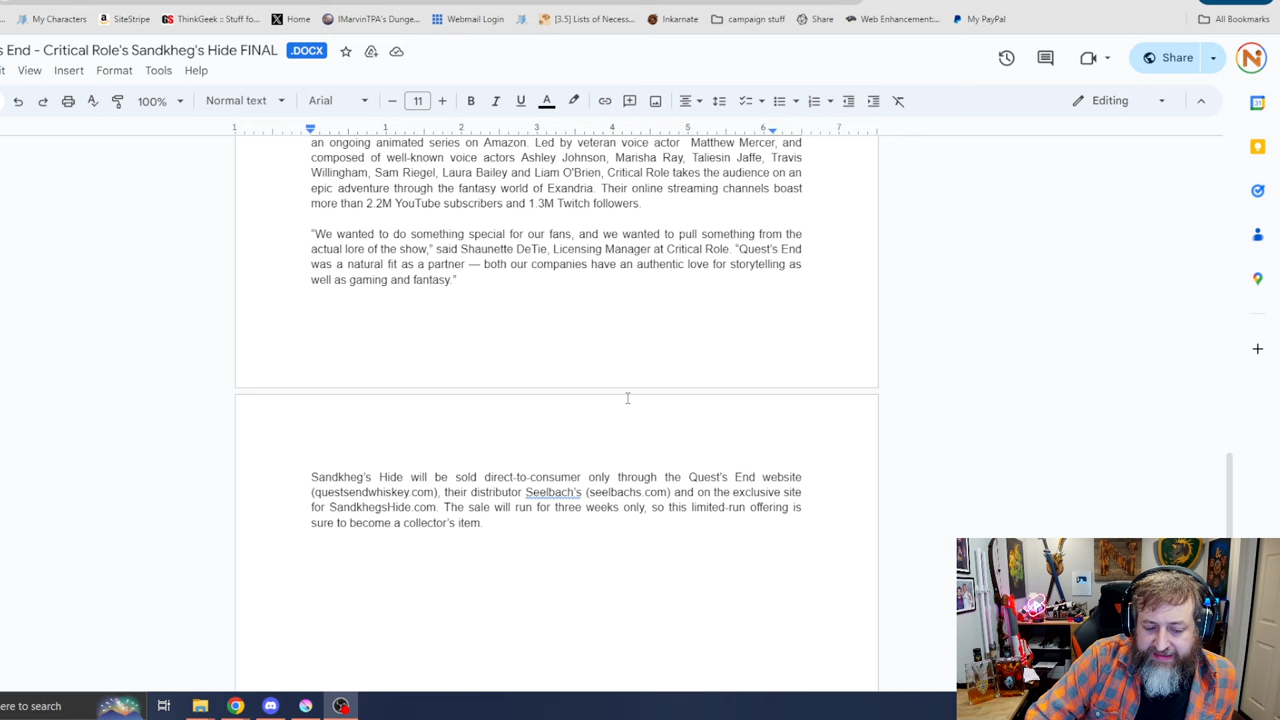 My Characters SiteStripe ThinkGeek :: Stuff fo... Home IMarvinTPA's Dunge... Webmail Login [3.5] Lists of Necess... Inkarnate campaign stuff Share Web Enhancement:... My PayPal All Bookmarks
s End - Critical Role's Sandkheg's Hide FINAL .DOCX Share
View Insert Format Tools Help
100% Normal text Arial 11 Editing
1 1 2 3 4 5 6 7
an ongoing animated series on Amazon. Led by veteran voice actor Matthew Mercer, and
composed of well-known voice actors Ashley Johnson, Marisha Ray, Taliesin Jaffe, Travis
Willingham, Sam Riegel, Laura Bailey and Liam O'Brien, Critical Role takes the audience on an
epic adventure through the fantasy world of Exandria. Their online streaming channels boast
more than 2.2M YouTube subscribers and 1.3M Twitch followers.
“We wanted to do something special for our fans, and we wanted to pull something from the
actual lore of the show,” said Shaunette DeTie, Licensing Manager at Critical Role. “Quest's End
was a natural fit as a partner — both our companies have an authentic love for storytelling as
well as gaming and fantasy.”
Sandkheg's Hide will be sold direct-to-consumer only through the Quest's End website
(questsendwhiskey.com), their distributor Seelbach's (seelbachs.com) and on the exclusive site
for SandkhegsHide.com. The sale will run for three weeks only, so this limited-run offering is
sure to become a collector's item.
ere to search